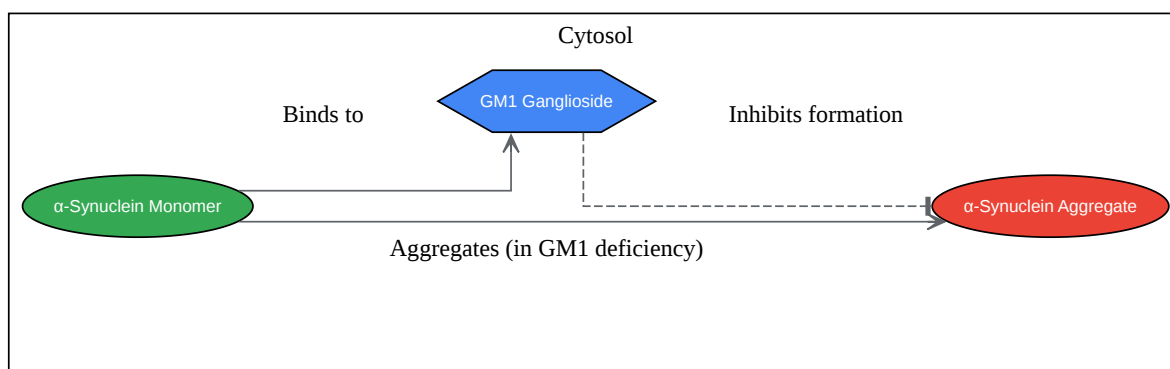 Cytosol
GM1 Ganglioside
Binds to
Inhibits formation
α-Synuclein Monomer
α-Synuclein Aggregate
Aggregates (in GM1 deficiency)